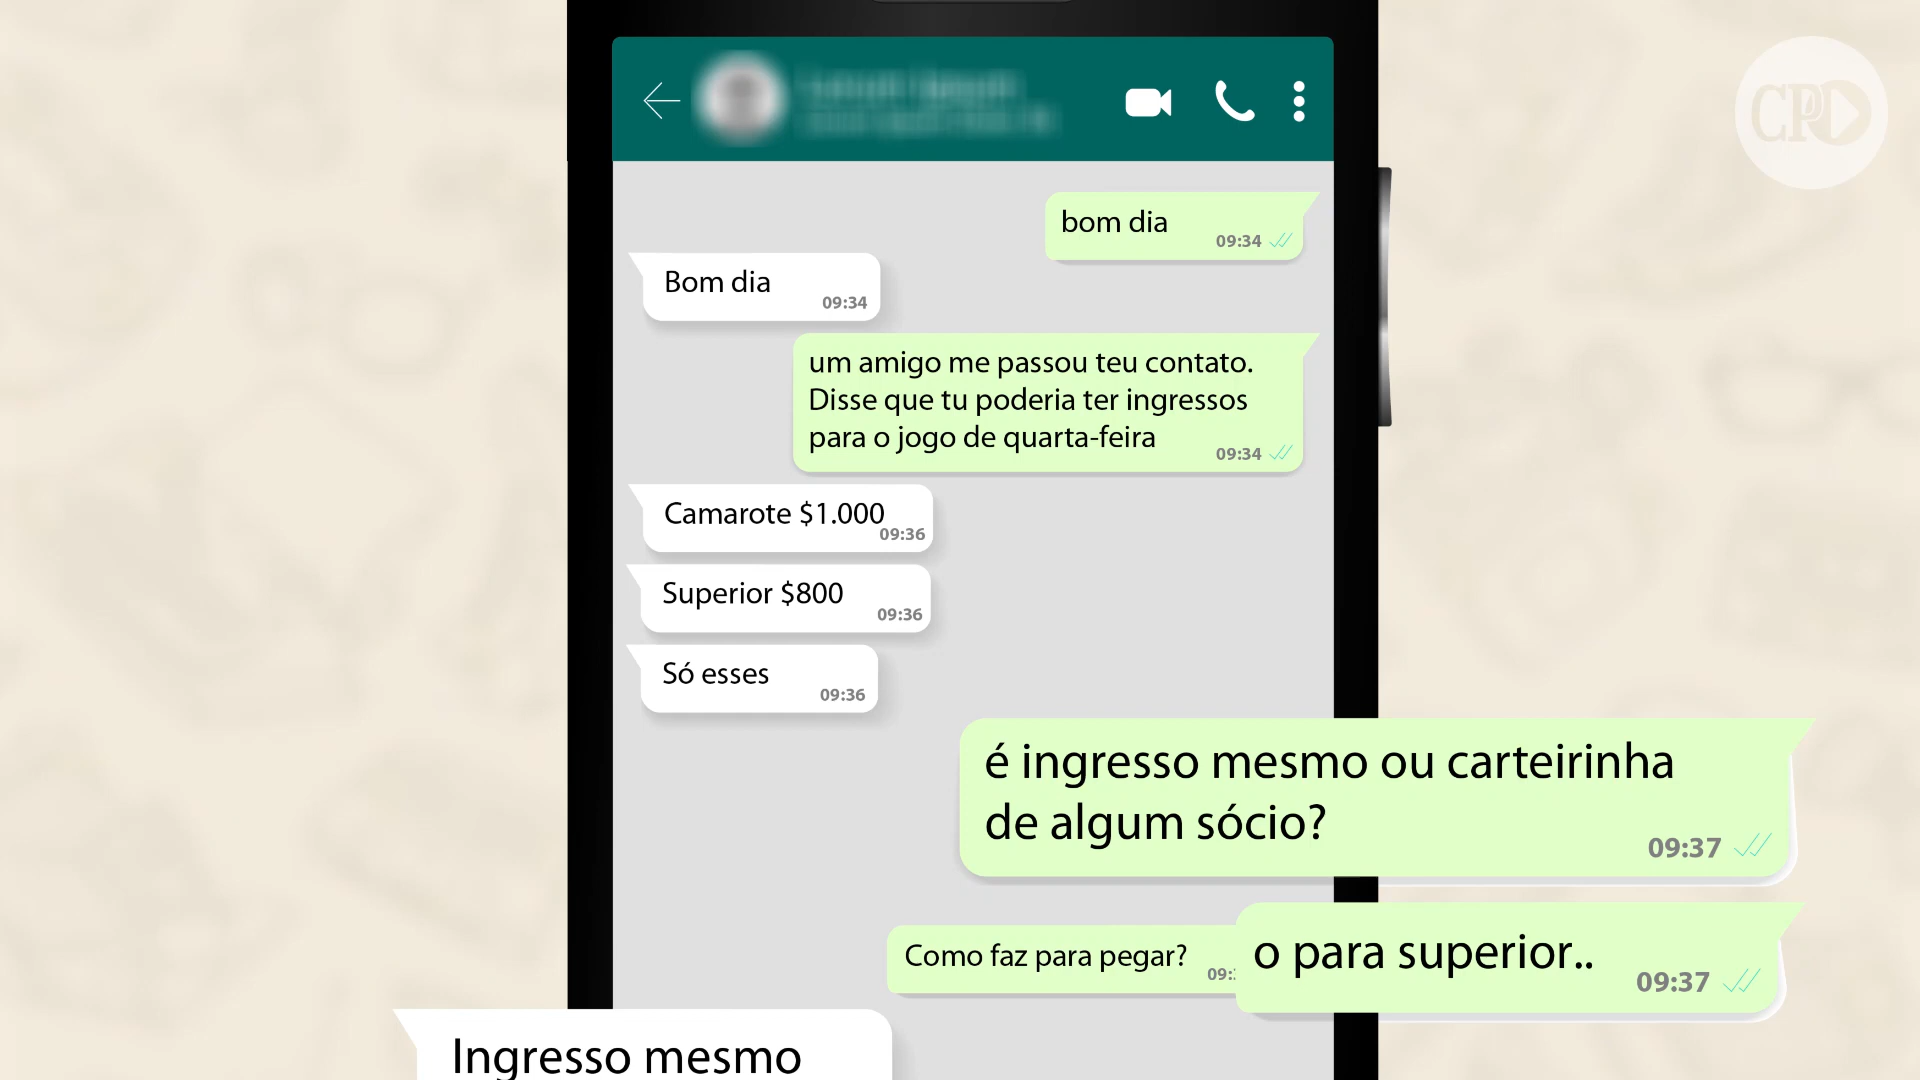 CPD
bom dia
09:34
Bom dia
09:34
um amigo me passou teu contato.
Disse que tu poderia ter ingressos
para o jogo de quarta-feira
09:34
Camarote $1.000
09:36
Superior $800
09:36
Só esses
09:36
é ingresso mesmo ou carteirinha
de algum sócio?
09:37
Como faz para pegar?
o para superior..
09:37
Ingresso mesmo